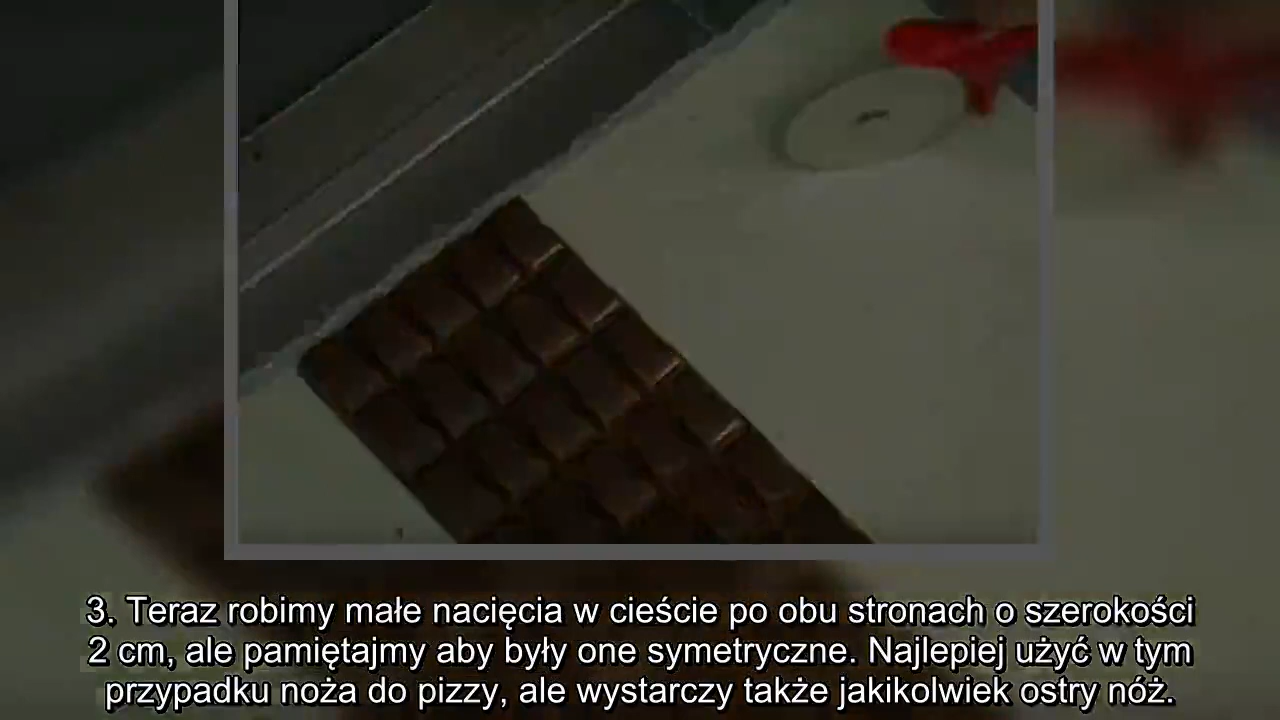 3. Teraz robimy małe nacięcia w cieście po obu stronach o szerokości
2 cm, ale pamiętajmy aby były one symetryczne. Najlepiej użyć w tym
przypadku noża do pizzy, ale wystarczy także jakikolwiek ostry nóż.